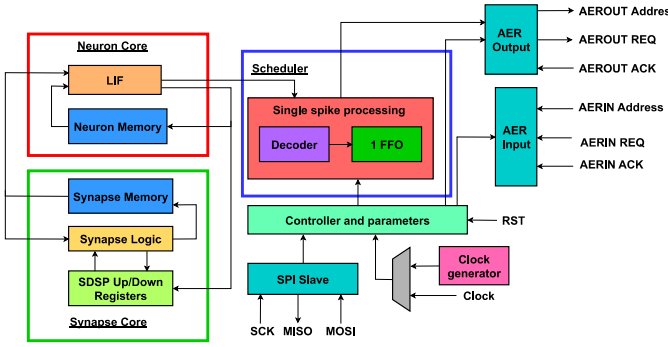 Neuron Core
LIF
Neuron Memory
Synapse Memory
Synapse Logic
SDSP Up/Down
Registers
Synapse Core
Scheduler
Single spike processing
Decoder
1 FFO
Controller and parameters
RST
SPI Slave
SCK MISO MOSI
Clock
generator
Clock
AER
Output
AEROUT Addre
AEROUT REQ
AEROUT ACK
AER
Input
AERIN Address
AERIN REQ
AERIN ACK